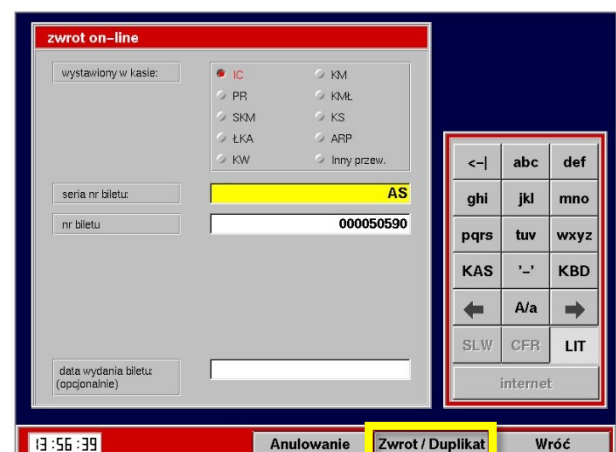 zwrot on-line
wystawiony w kasie:
IC KM
PR KMŁ
SKM KS
ŁKA ARP
KW Inny przew.
seria nr biletu: AS
nr biletu 000050590
data wydania biletu:
(opcjonalnie)
<-| abc def
ghi jkl mno
pqrs tuv wxyz
KAS '-' KBD
A/a
SLW CFR LIT
internet
13:56:39 Anulowanie Zwrot / Duplikat Wróć